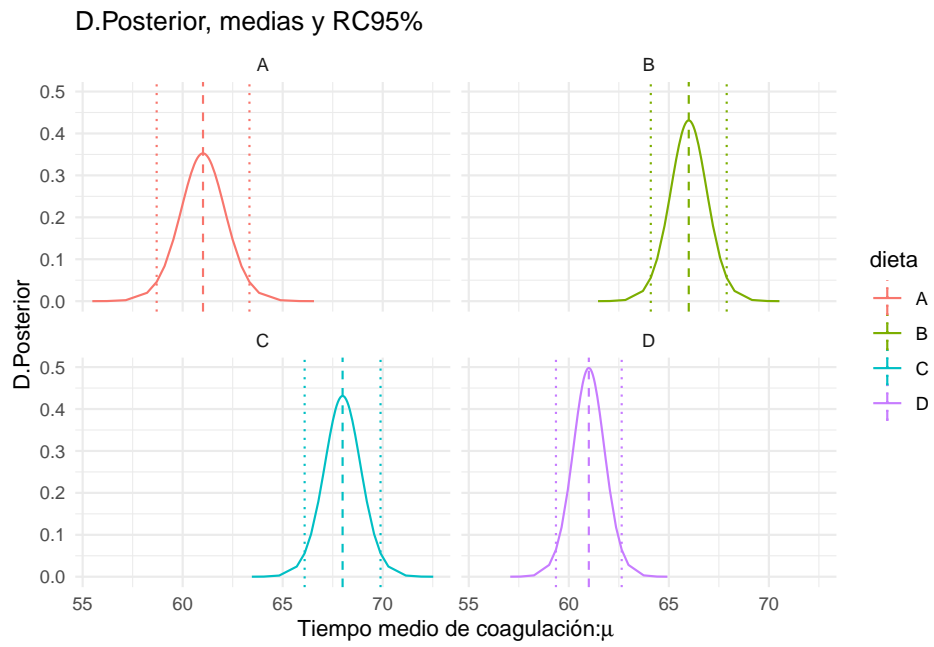 D.Posterior, medias y RC95%
A
B
0.5
0.4
0.3
0.2
0.1
0.0
C
D
0.5
0.4
0.3
0.2
0.1
0.0
55
60
65
70
55
60
65
70
D.Posterior
Tiempo medio de coagulación:μ
dieta
A
B
C
D